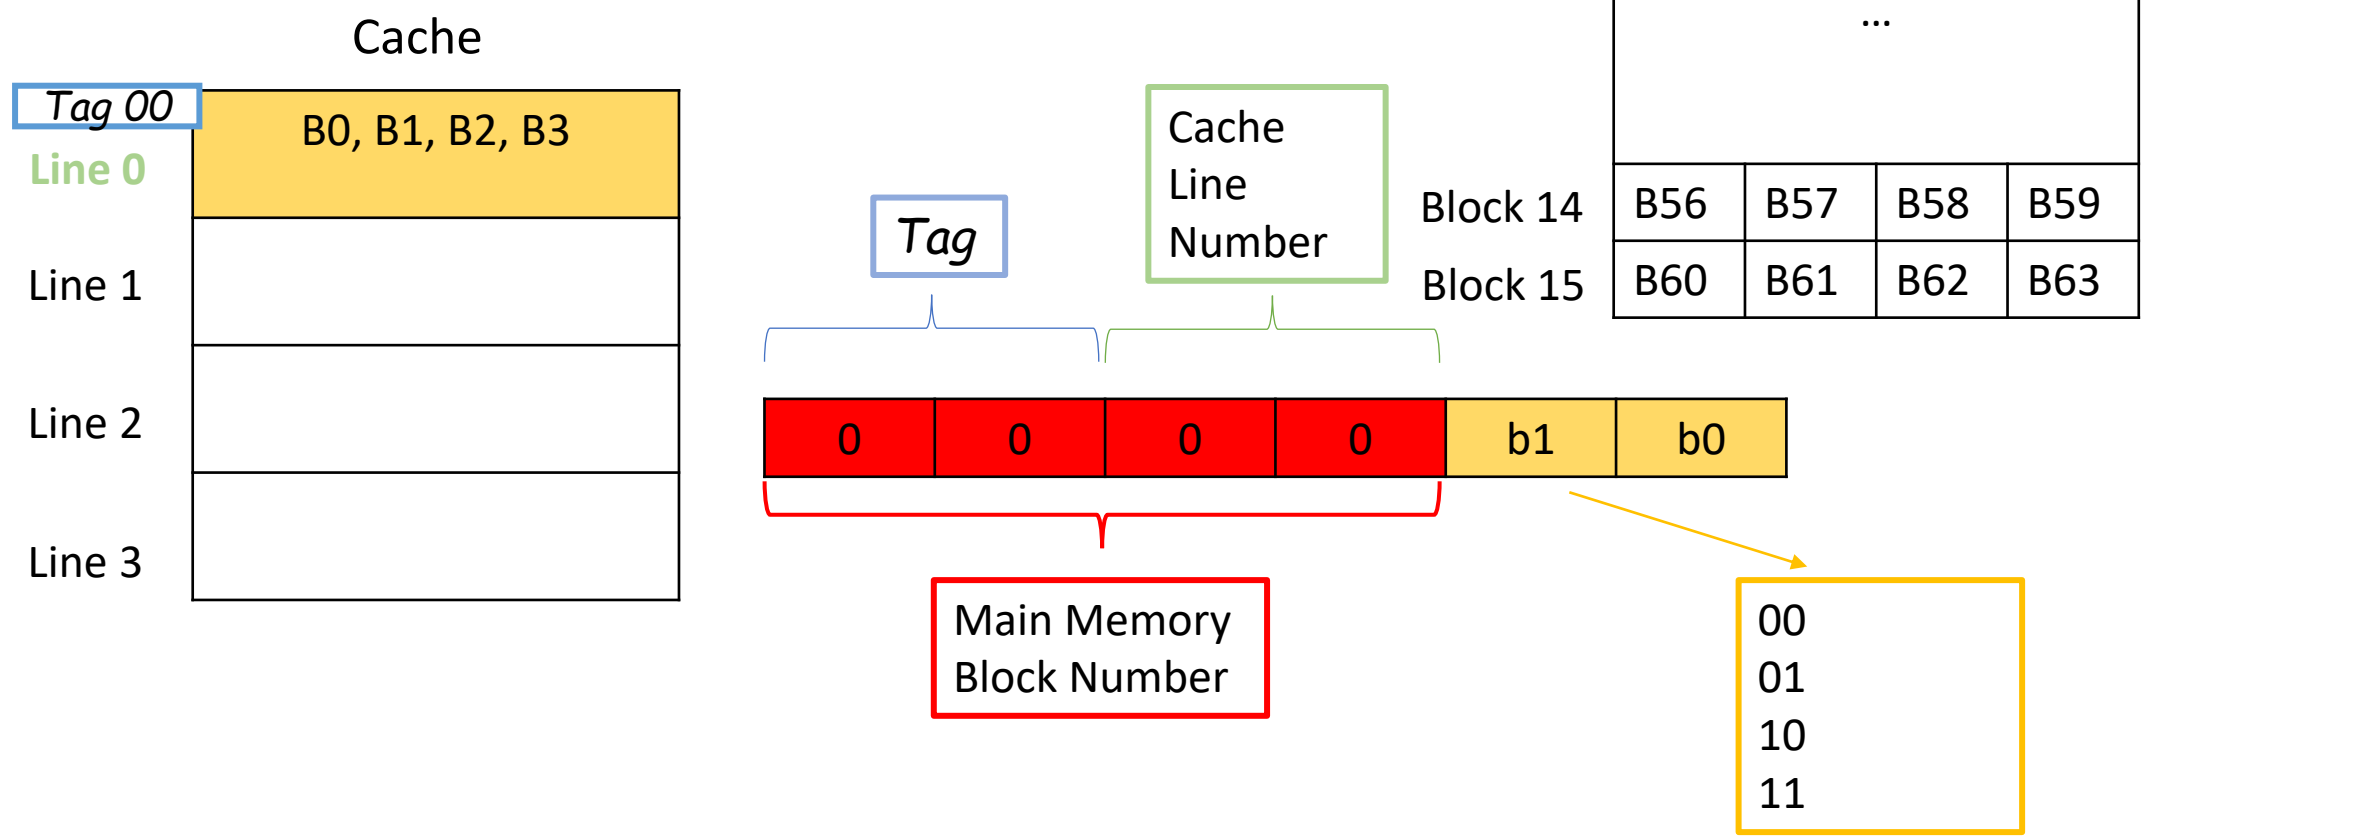 Cache
Tag 00
B0, B1, B2, B3
Line 0
Line 1
Line 2
Line 3
Tag
Cache
Line
Number
...
Block 14 B56 B57 B58 B59
Block 15 B60 B61 B62 B63
0 0 0 0 b1 b0
Main Memory
Block Number
00
01
10
11